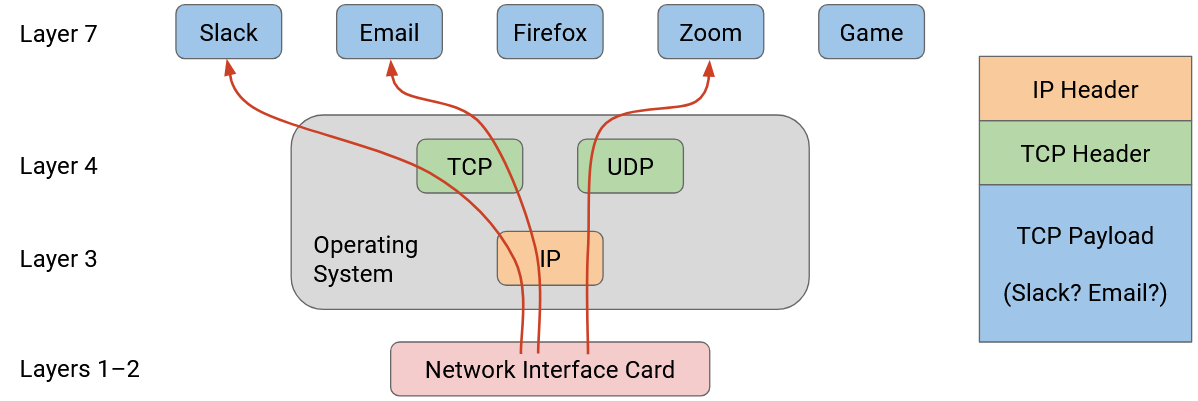 Layer 7
Slack
Email
Firefox
Zoom
Game
Layer 4
TCP
UDP
Layer 3
Operating
System
IP
Layers 1–2
Network Interface Card
IP Header
TCP Header
TCP Payload
(Slack? Email?)